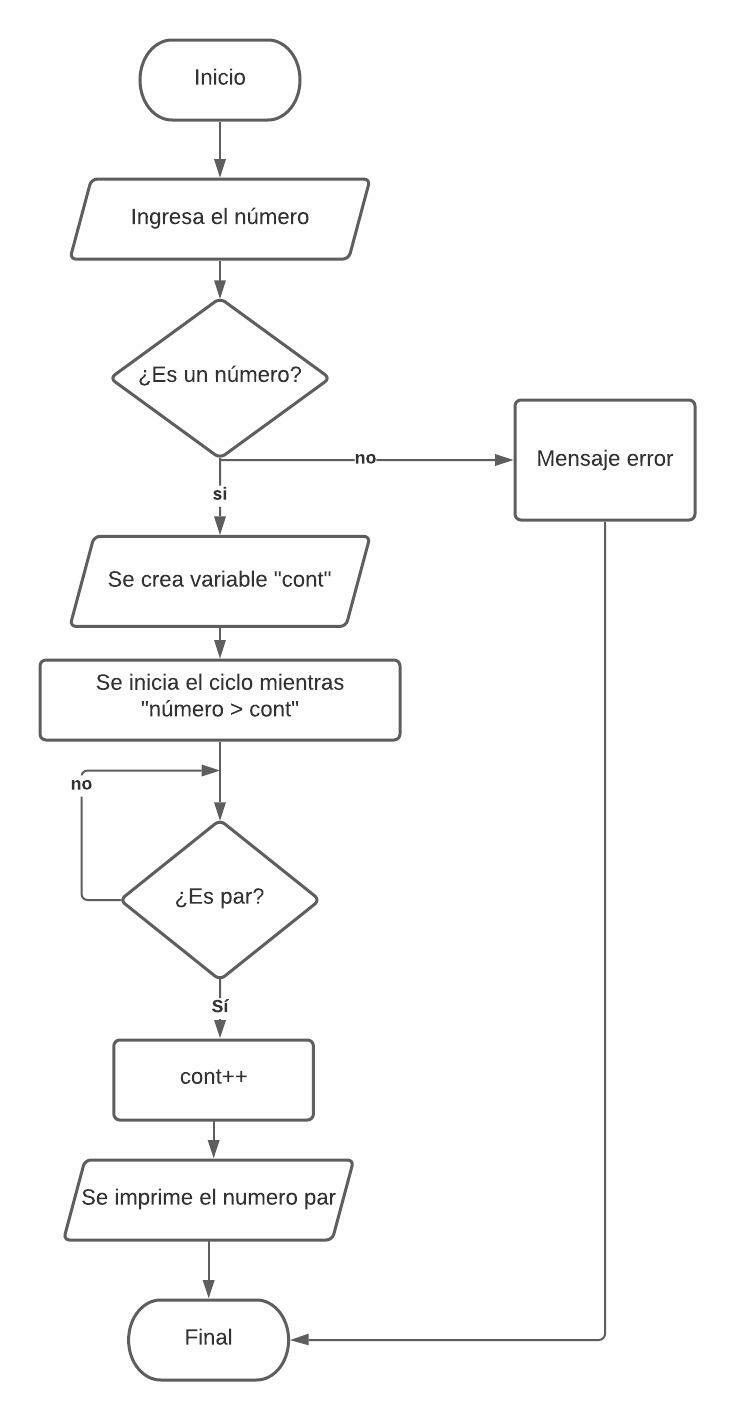 Inicio
Ingresa el número
¿Es un número?
no
Mensaje error
si
Se crea variable "cont"
Se inicia el ciclo mientras
"número > cont"
no
¿Es par?
Sí
cont++
Se imprime el numero par
Final